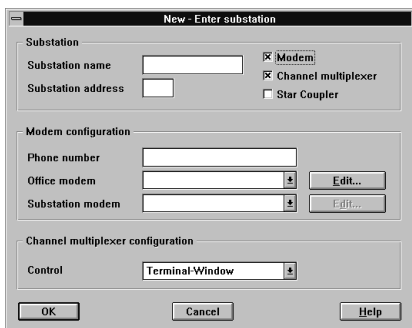 New - Enter substation
Substation
Substation name
Modem
Channel multiplexer
Substation address
Star Coupler
Modem configuration
Phone number
Office modem
Edit...
Substation modem
Edit...
Channel multiplexer configuration
Control
Terminal-Window
OK
Cancel
Help